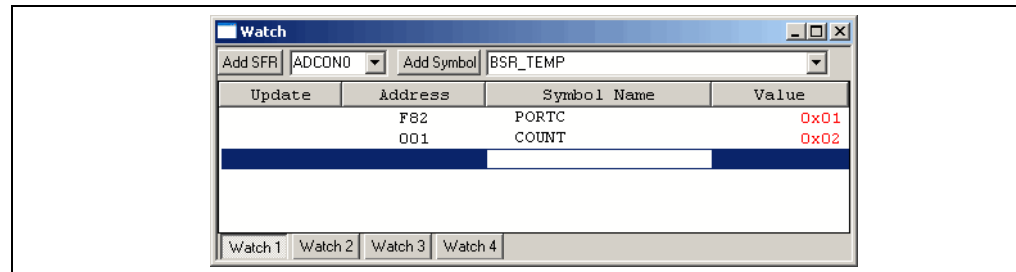 Watch
Add SFR ADCON0 Add Symbol BSR_TEMP
Update Address Symbol Name Value
F82 PORTC 0x01
001 COUNT 0x02
Watch 1 Watch 2 Watch 3 Watch 4